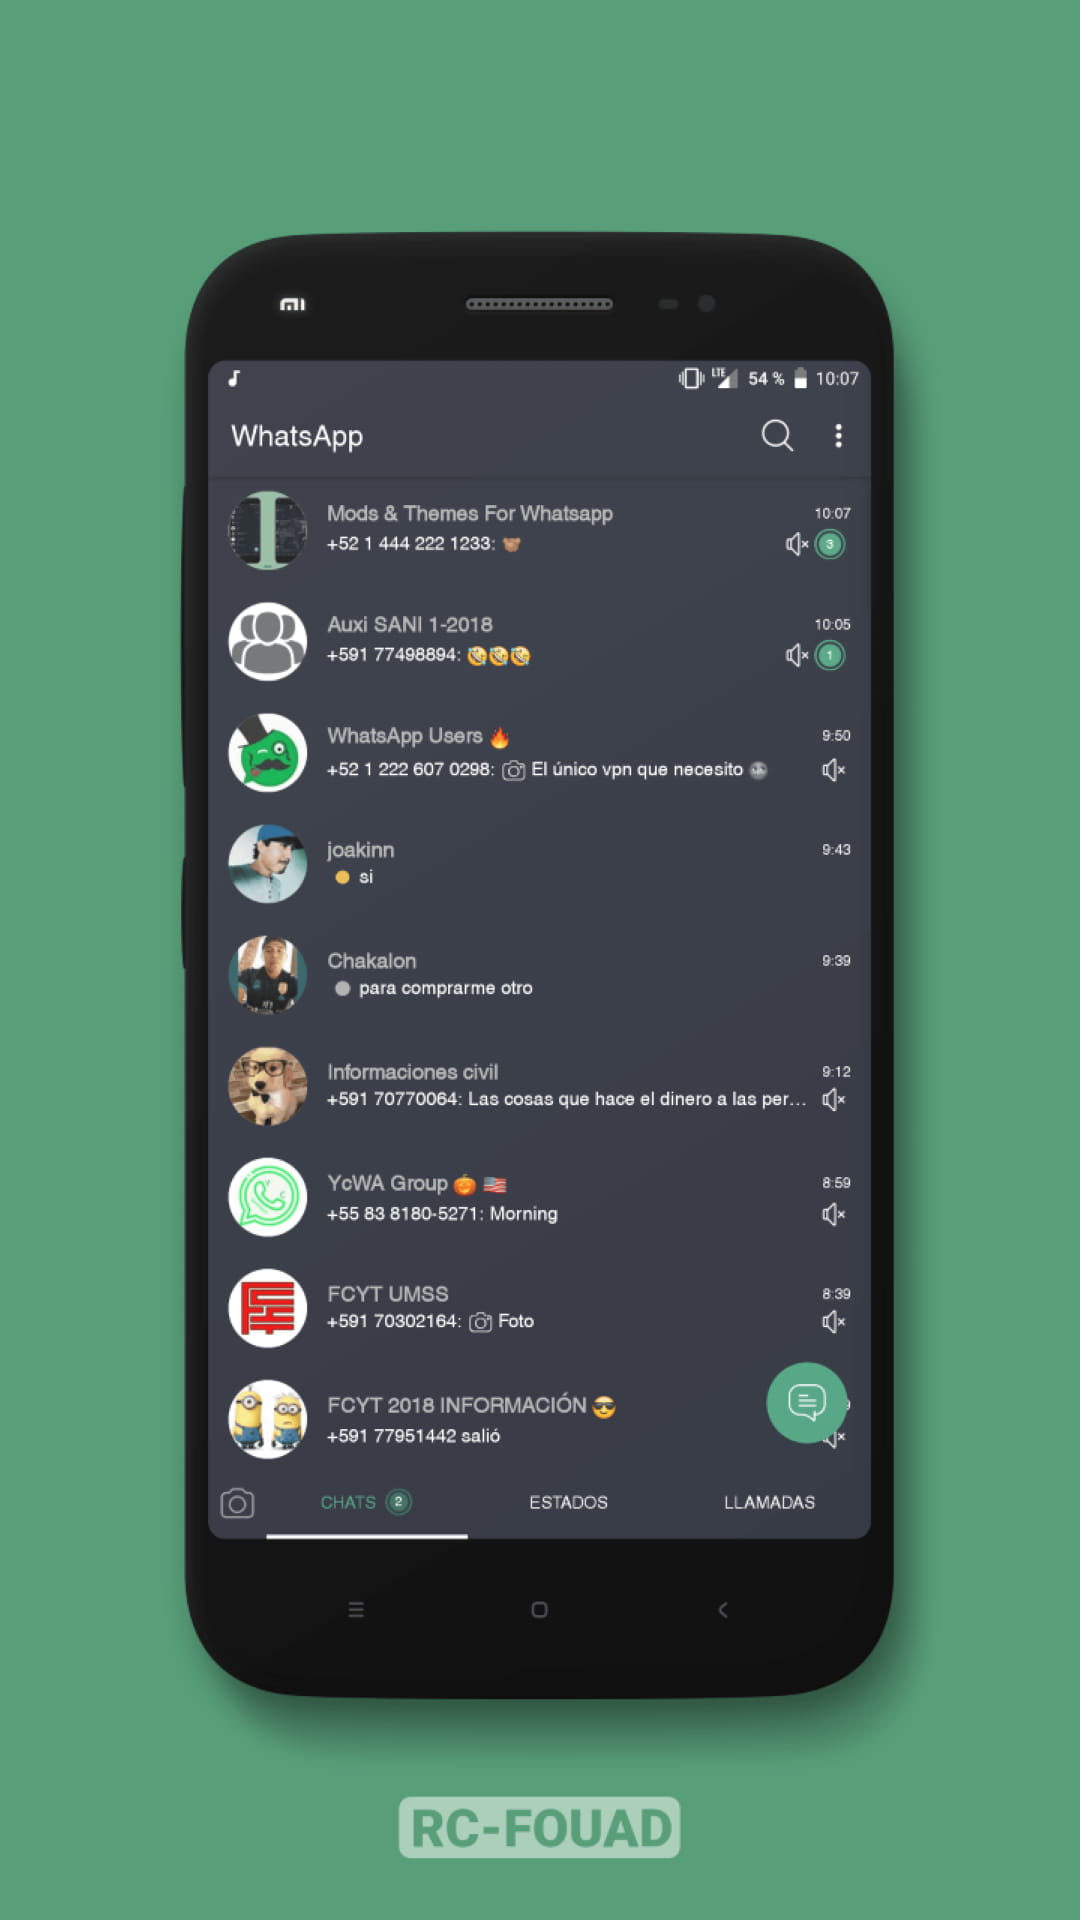 LTE 54 % 10:07
WhatsApp
Mods & Themes For Whatsapp 10:07
+52 1 444 222 1233: 🐻 3
Auxi SANI 1-2018 10:05
+591 77498894: 🤣🤣🤣 1
WhatsApp Users 🔥 9:50
+52 1 222 607 0298: El único vpn que necesito
joakinn 9:43
si
Chakalon 9:39
para comprarme otro
Informaciones civil 9:12
+591 70770064: Las cosas que hace el dinero a las per...
YcWA Group 🎃 🇺🇸 8:59
+55 83 8180-5271: Morning
FCYT UMSS 8:39
+591 70302164: Foto
FCYT 2018 INFORMACIÓN 😎
+591 77951442 salió
CHATS 2 ESTADOS LLAMADAS
RC-FOUAD